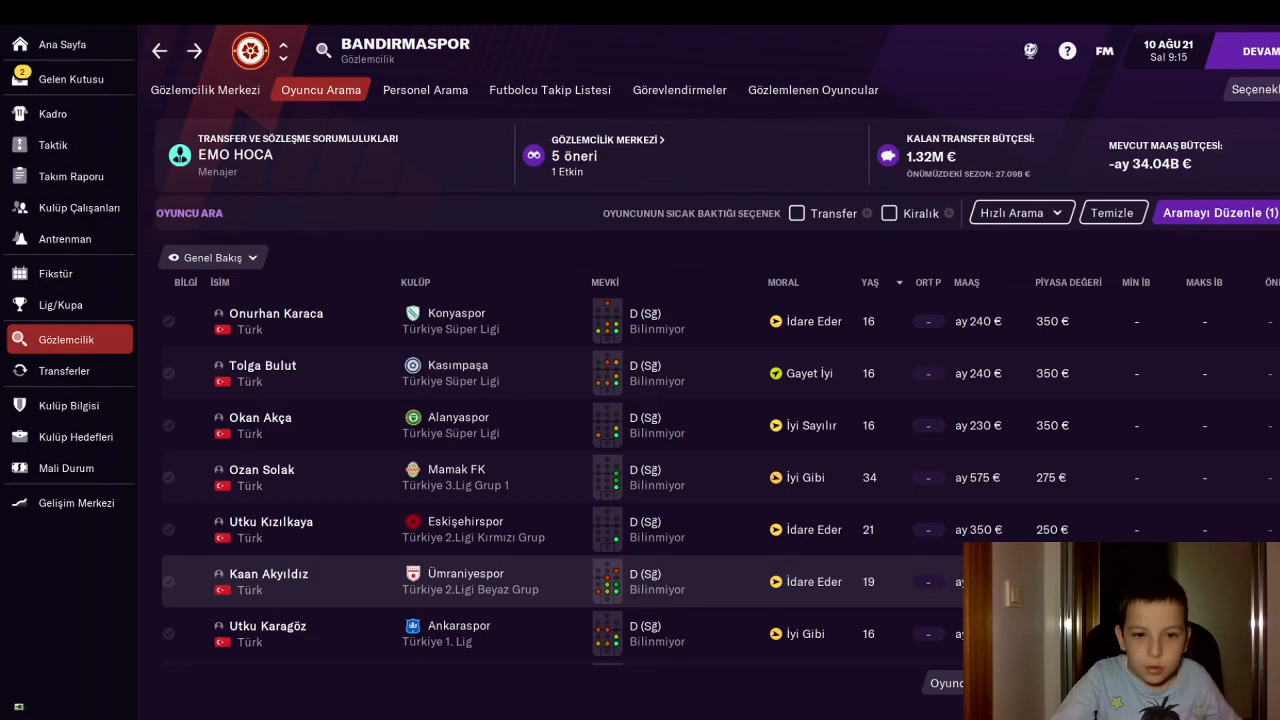 Ana Sayfa
2
Gelen Kutusu
Kadro
Taktik
Takım Raporu
Kulüp Çalışanları
Antrenman
Fikstür
Lig/Kupa
Gözlemcilik
Transferler
Kulüp Bilgisi
Kulüp Hedefleri
Mali Durum
Gelişim Merkezi
BANDIRMASPOR
Gözlemcilik
FM
10 AĞU 21
Sal 9:15
DEVAM
Gözlemcilik Merkezi Oyuncu Arama Personel Arama Futbolcu Takip Listesi Görevlendirmeler Gözlemlenen Oyuncular
Seçenekl
TRANSFER VE SÖZLEŞME SORUMLULUKLARI
EMO HOCA
Menajer
GÖZLEMCİLİK MERKEZİ >
5 öneri
1 Etkin
KALAN TRANSFER BÜTÇESİ:
1.32M €
ÖNÜMÜZDEKİ SEZON: 27.09B €
MEVCUT MAAŞ BÜTÇESİ:
-ay 34.04B €
OYUNCU ARA OYUNCUNUN SICAK BAKTIĞI SEÇENEK Transfer Kiralık Hızlı Arama Temizle Aramayı Düzenle (1)
Genel Bakış
BİLGİ İSİM KULÜP MEVKİ MORAL YAŞ ORT P MAAŞ PİYASA DEĞERİ MİN İB MAKS İB ÖNİ
Onurhan Karaca Konyaspor D (Sğ) İdare Eder 16 - ay 240 € 350 € - - -
Türk Türkiye Süper Ligi Bilinmiyor
Tolga Bulut Kasımpaşa D (Sğ) Gayet İyi 16 - ay 240 € 350 € - - -
Türk Türkiye Süper Ligi Bilinmiyor
Okan Akça Alanyaspor D (Sğ) İyi Sayılır 16 - ay 230 € 350 € - - -
Türk Türkiye Süper Ligi Bilinmiyor
Ozan Solak Mamak FK D (Sğ) İyi Gibi 34 - ay 575 € 275 € - - -
Türk Türkiye 3.Lig Grup 1 Bilinmiyor
Utku Kızılkaya Eskişehirspor D (Sğ) İdare Eder 21 - ay 350 € 250 € - - -
Türk Türkiye 2.Ligi Kırmızı Grup Bilinmiyor
Kaan Akyıldız Ümraniyespor D (Sğ) İdare Eder 19 - ay
Türk Türkiye 2.Ligi Beyaz Grup Bilinmiyor
Utku Karagöz Ankaraspor D (Sğ) İyi Gibi 16 - ay
Türk Türkiye 1. Lig Bilinmiyor
Oyunc